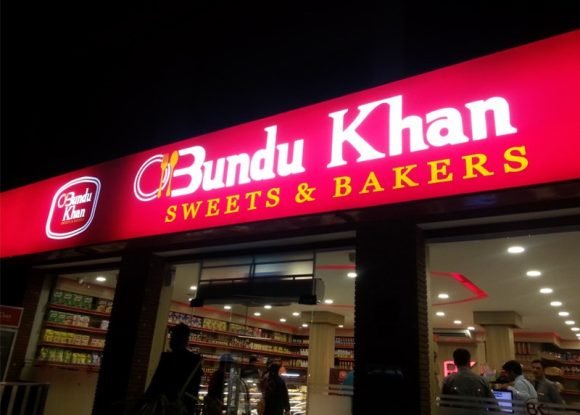 Bundu Khan
SWEETS & BAKERS
Bundu
Khan